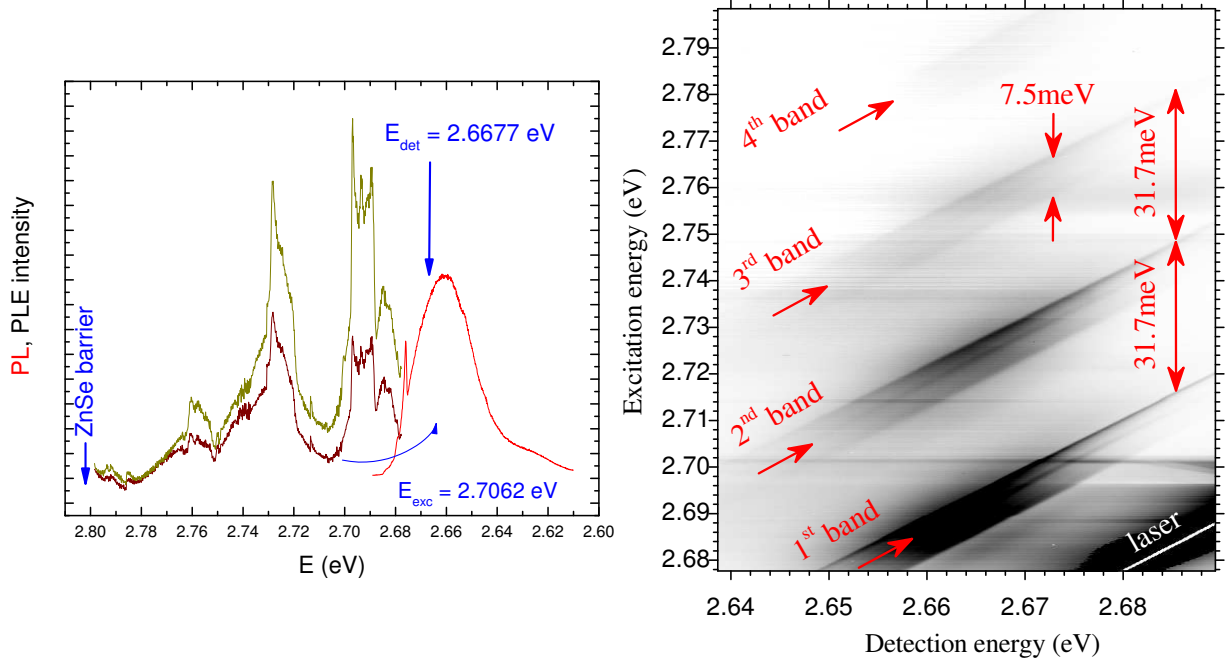 PL, PLE intensity
ZnSe barrier
E_det = 2.6677 eV
E_exc = 2.7062 eV
2.80 2.78 2.76 2.74 2.72 2.70 2.68 2.66 2.64 2.62 2.60
E (eV)
Excitation energy (eV)
2.79
2.78
2.77
2.76
2.75
2.74
2.73
2.72
2.71
2.70
2.69
2.68
4th band
7.5meV
31.7meV
3rd band
31.7meV
2nd band
1st band
laser
2.64 2.65 2.66 2.67 2.68
Detection energy (eV)